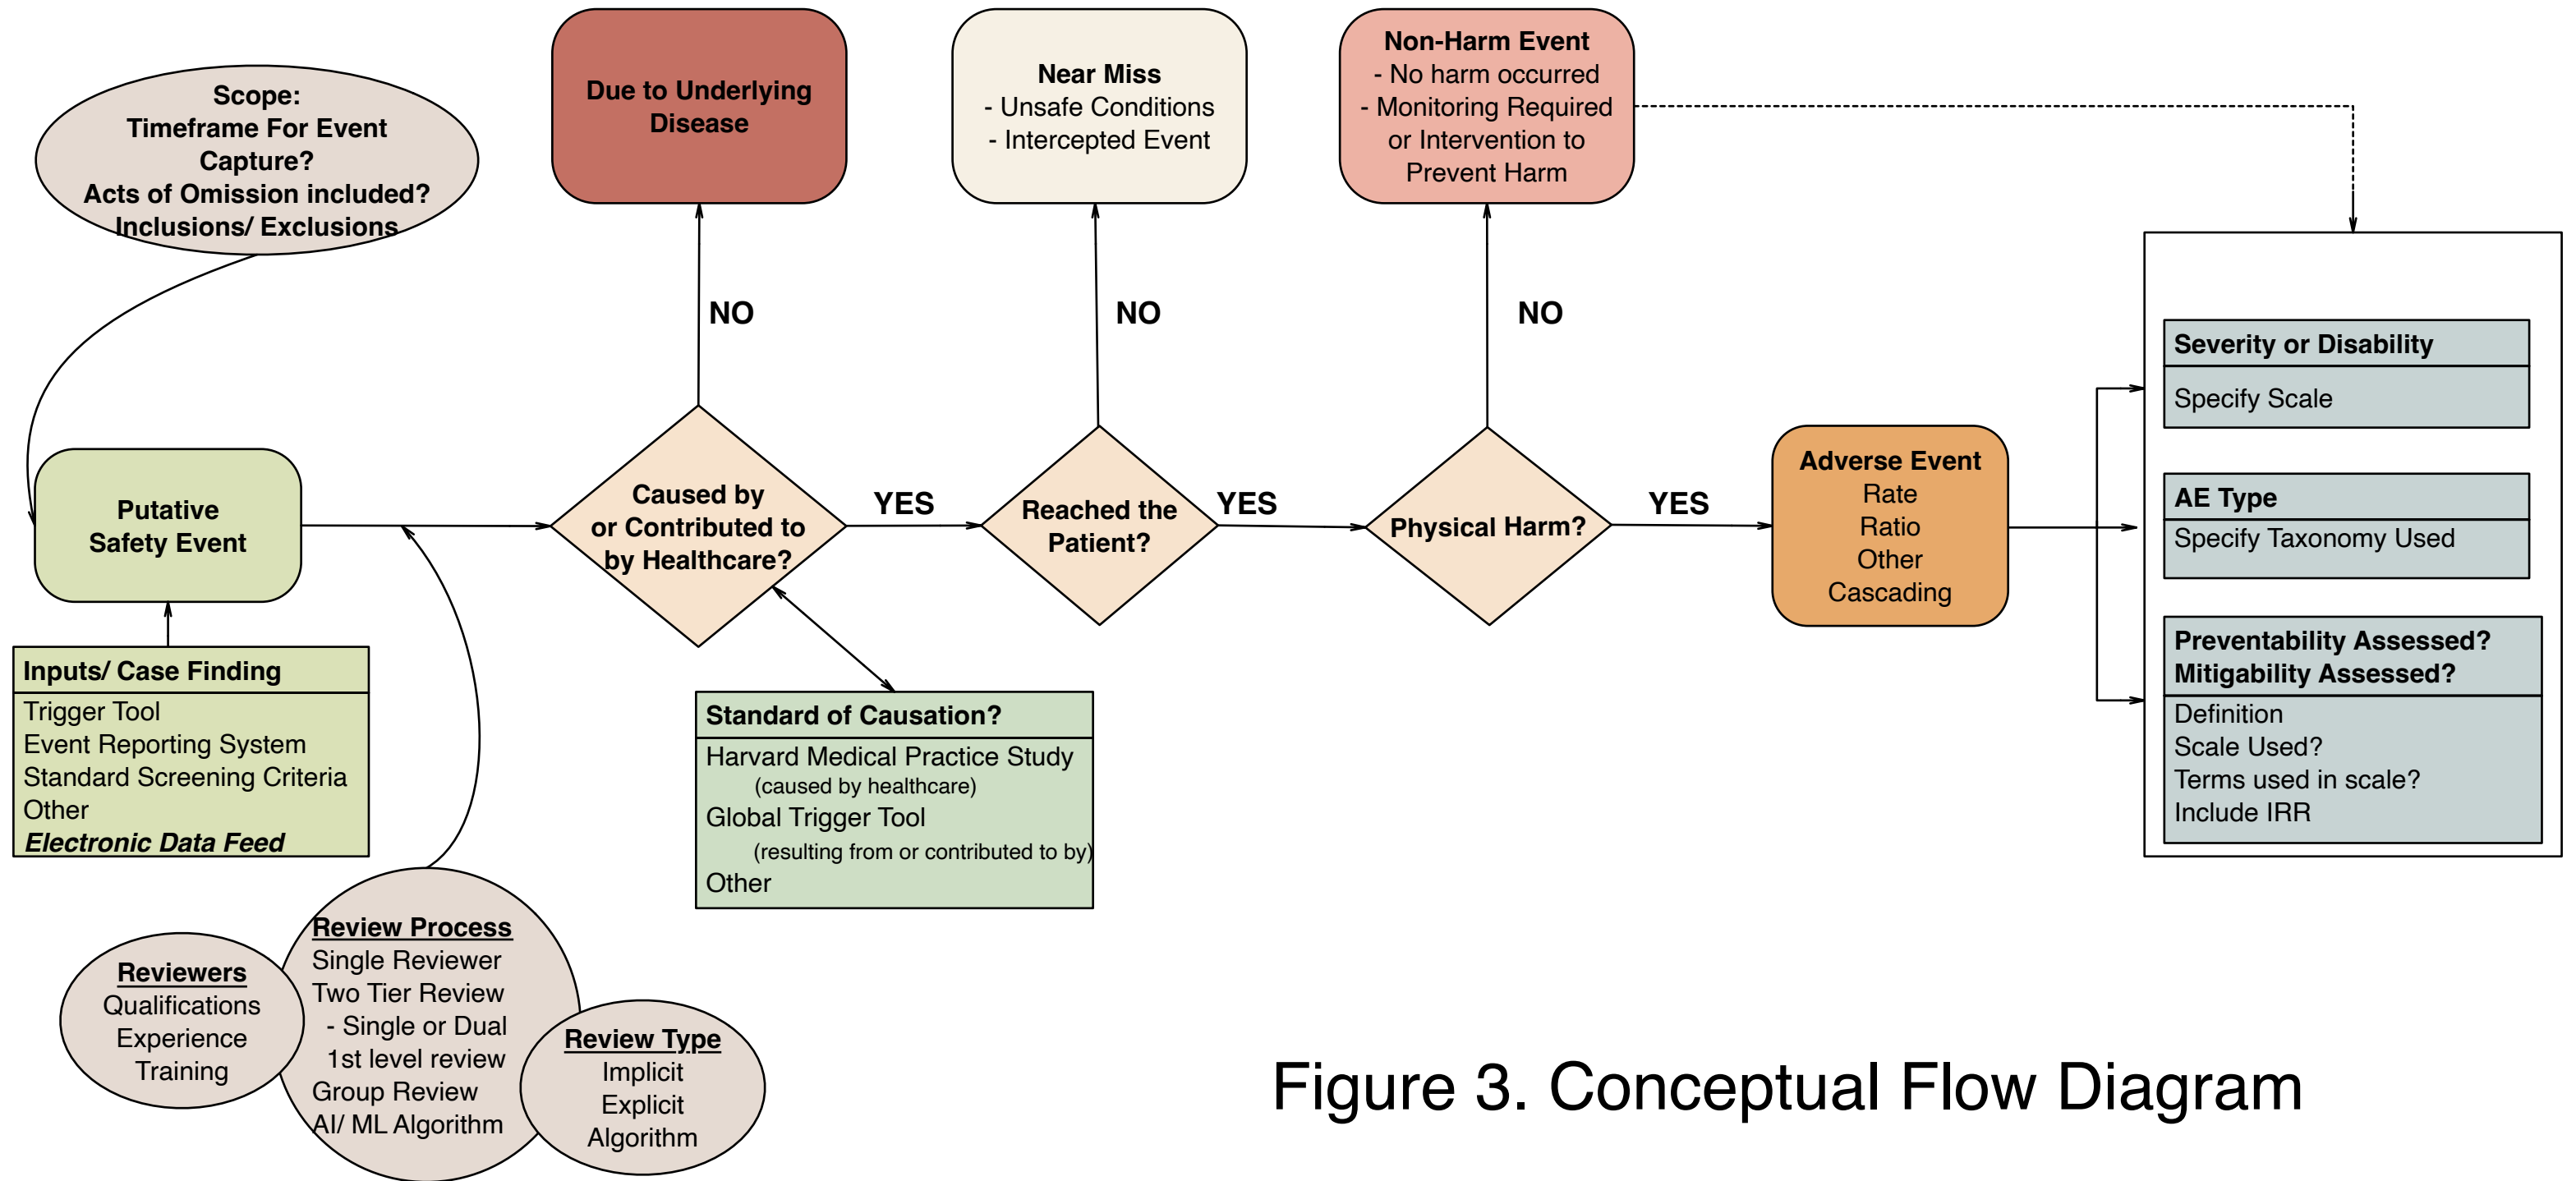 Scope:
Timeframe For Event
Capture?
Acts of Omission included?
Inclusions/ Exclusions
Due to Underlying
Disease
Near Miss
- Unsafe Conditions
- Intercepted Event
Non-Harm Event
- No harm occurred
- Monitoring Required
or Intervention to
Prevent Harm
NO
NO
NO
Putative
Safety Event
Caused by
or Contributed to
by Healthcare?
YES
Reached the
Patient?
YES
Physical Harm?
YES
Adverse Event
Rate
Ratio
Other
Cascading
Severity or Disability
Specify Scale
AE Type
Specify Taxonomy Used
Preventability Assessed?
Mitigability Assessed?
Definition
Scale Used?
Terms used in scale?
Include IRR
Inputs/ Case Finding
Trigger Tool
Event Reporting System
Standard Screening Criteria
Other
Electronic Data Feed
Standard of Causation?
Harvard Medical Practice Study
(caused by healthcare)
Global Trigger Tool
(resulting from or contributed to by)
Other
Reviewers
Qualifications
Experience
Training
Review Process
Single Reviewer
Two Tier Review
- Single or Dual
1st level review
Group Review
AI/ ML Algorithm
Review Type
Implicit
Explicit
Algorithm
Figure 3. Conceptual Flow Diagram